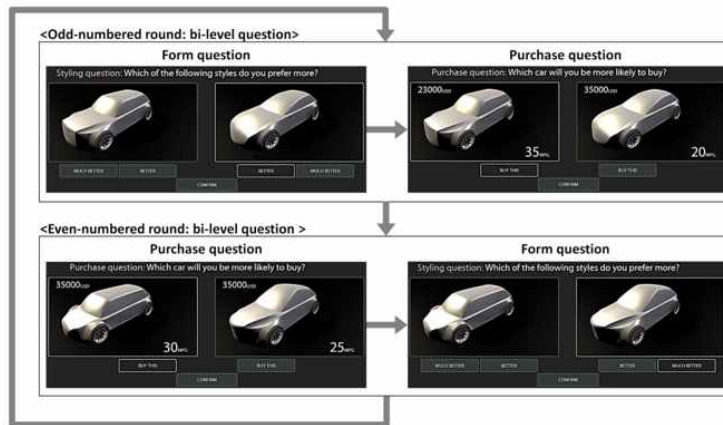 <Odd-numbered round: bi-level question>
Form question
Styling question: Which of the following styles do you prefer more?
MUCH BETTER BETTER BETTER MUCH BETTER
CONFIRM
Purchase question
Purchase question: Which car will you be more likely to buy?
23000USD 35000USD
35MPG 20MPG
BUY THIS BUY THIS
CONFIRM
<Even-numbered round: bi-level question >
Purchase question
Purchase question: Which car will you be more likely to buy?
35000USD 35000USD
30MPG 25MPG
BUY THIS BUY THIS
CONFIRM
Form question
Styling question: Which of the following styles do you prefer more?
MUCH BETTER BETTER BETTER MUCH BETTER
CONFIRM